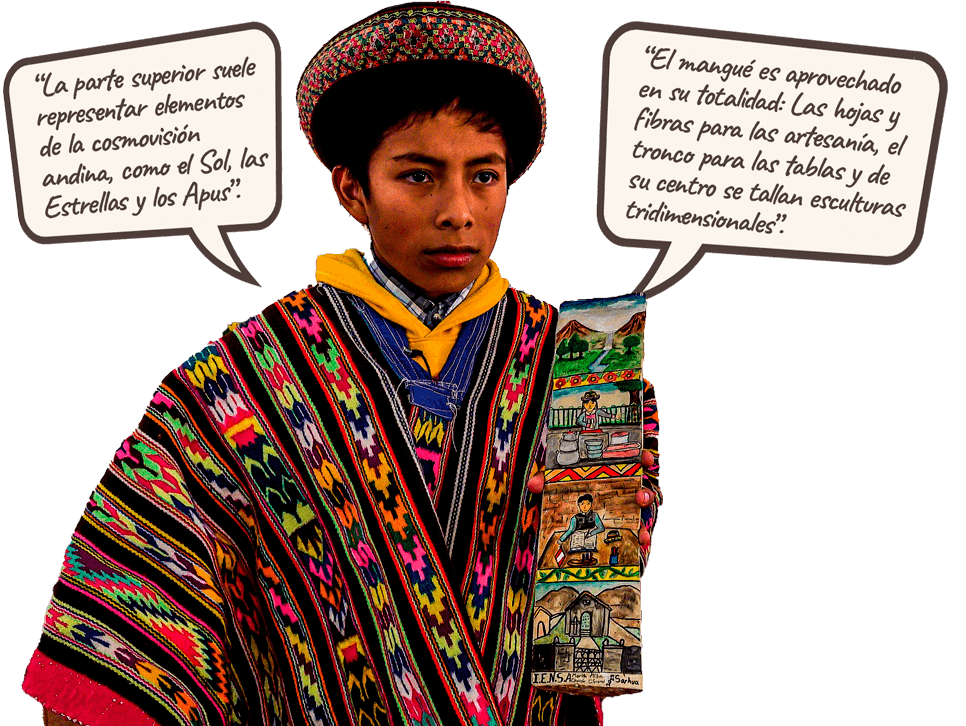 “La parte superior suele
representar elementos
de la cosmovisión
andina, como el Sol, las
Estrellas y los Apus”.
“El mangué es aprovechado
en su totalidad: Las hojas y
fibras para las artesanía, el
tronco para las tablas y de
su centro se tallan esculturas
tridimensionales”.
I.E.N.S.A
Sarhua